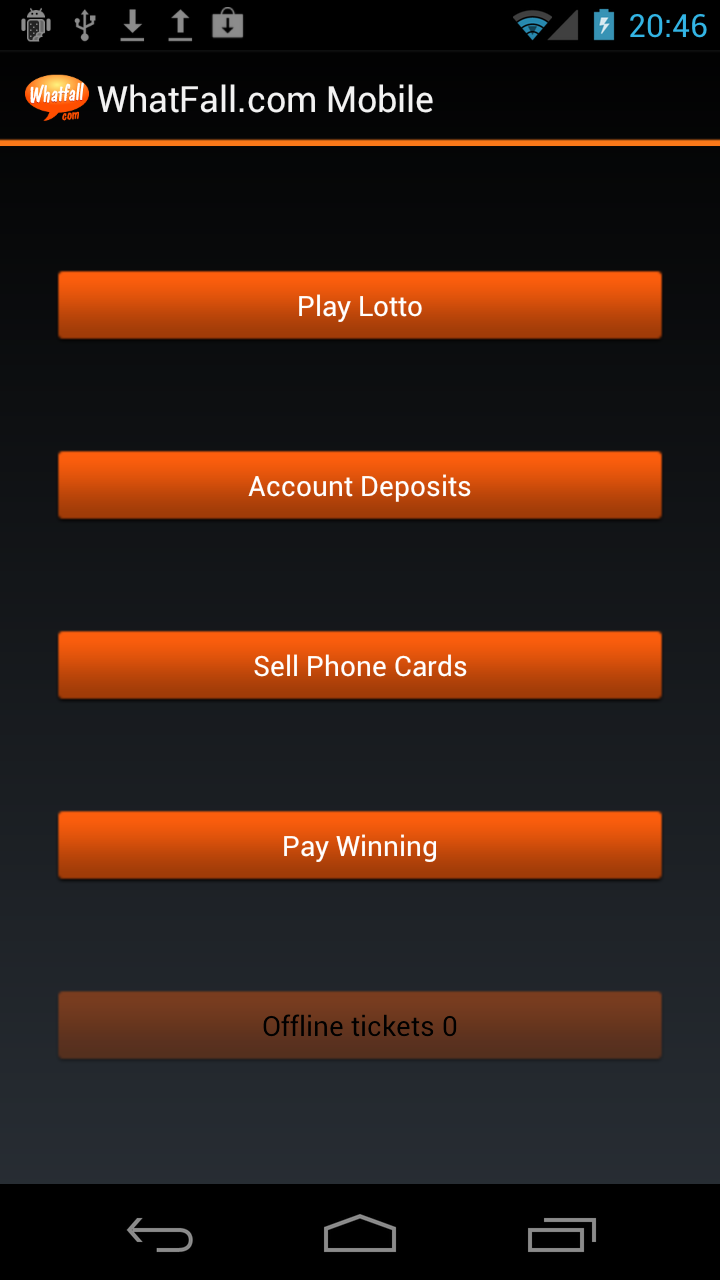 20:46
Whatfall
.com
WhatFall.com Mobile
Play Lotto
Account Deposits
Sell Phone Cards
Pay Winning
Offline tickets 0